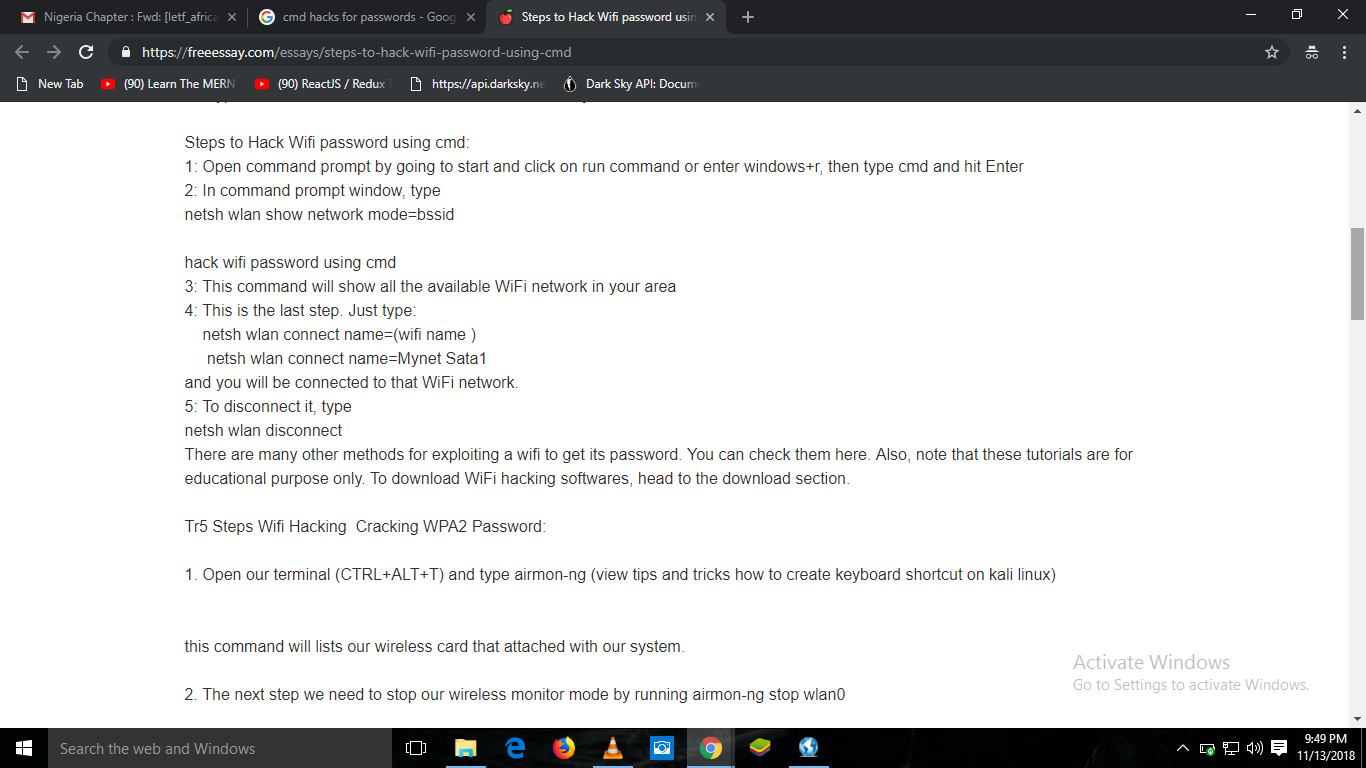 Nigeria Chapter : Fwd: [letf_africa
cmd hacks for passwords - Goog
Steps to Hack Wifi password usin
https://freeessay.com/essays/steps-to-hack-wifi-password-using-cmd
New Tab
(90) Learn The MERN
(90) ReactJS / Redux
https://api.darksky.ne
Dark Sky API: Docum
Steps to Hack Wifi password using cmd:
1: Open command prompt by going to start and click on run command or enter windows+r, then type cmd and hit Enter
2: In command prompt window, type
netsh wlan show network mode=bssid
hack wifi password using cmd
3: This command will show all the available WiFi network in your area
4: This is the last step. Just type:
netsh wlan connect name=(wifi name )
netsh wlan connect name=Mynet Sata1
and you will be connected to that WiFi network.
5: To disconnect it, type
netsh wlan disconnect
There are many other methods for exploiting a wifi to get its password. You can check them here. Also, note that these tutorials are for
educational purpose only. To download WiFi hacking softwares, head to the download section.
Tr5 Steps Wifi Hacking  Cracking WPA2 Password:
1. Open our terminal (CTRL+ALT+T) and type airmon-ng (view tips and tricks how to create keyboard shortcut on kali linux)
this command will lists our wireless card that attached with our system.
2. The next step we need to stop our wireless monitor mode by running airmon-ng stop wlan0
Activate Windows
Go to Settings to activate Windows.
Search the web and Windows
9:49 PM
11/13/2018